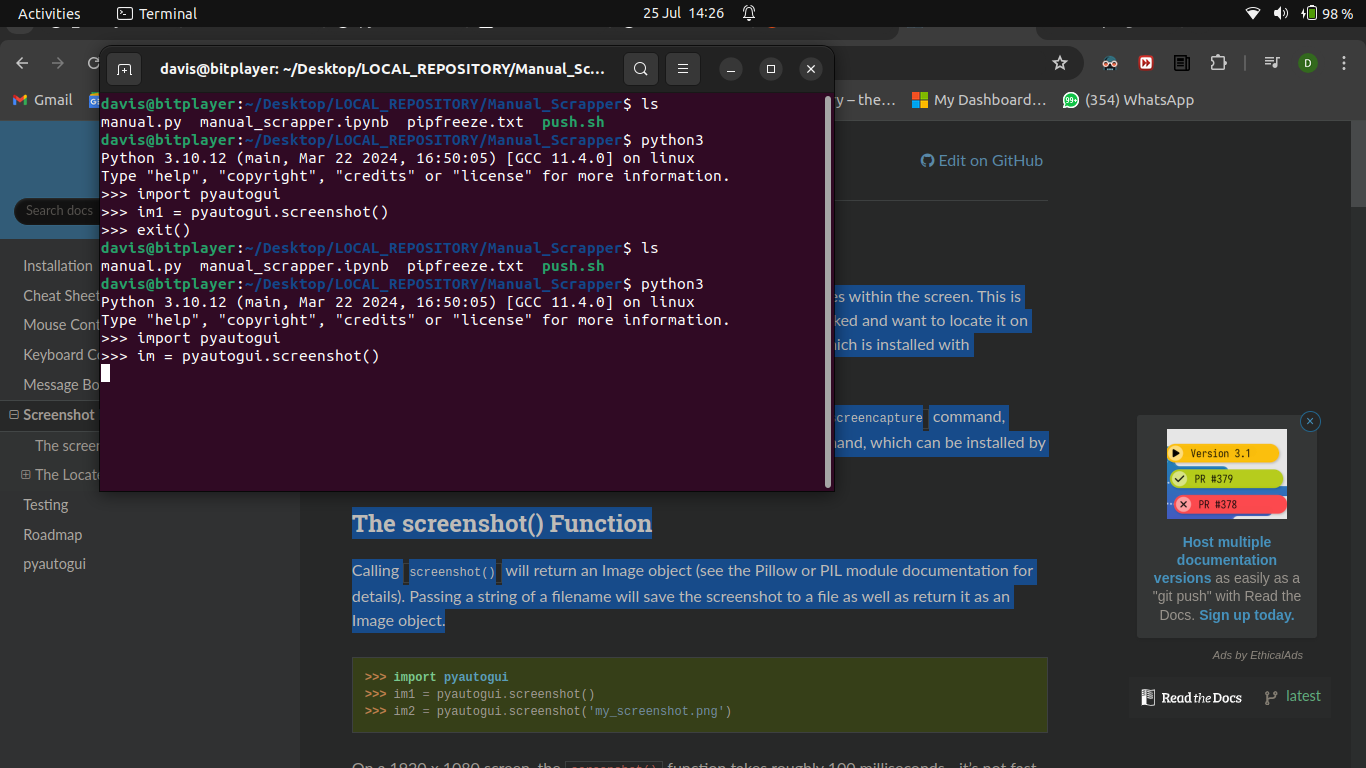 Activities
Terminal
25 Jul 14:26
98 %
davis@bitplayer: ~/Desktop/LOCAL_REPOSITORY/Manual_Sc...
Gmail
y – the...
My Dashboard...
(354) WhatsApp
D
davis@bitplayer:~/Desktop/LOCAL_REPOSITORY/Manual_Scrapper$ ls
manual.py manual_scrapper.ipynb pipfreeze.txt push.sh
davis@bitplayer:~/Desktop/LOCAL_REPOSITORY/Manual_Scrapper$ python3
Python 3.10.12 (main, Mar 22 2024, 16:50:05) [GCC 11.4.0] on linux
Type "help", "copyright", "credits" or "license" for more information.
>>> import pyautogui
>>> im1 = pyautogui.screenshot()
>>> exit()
davis@bitplayer:~/Desktop/LOCAL_REPOSITORY/Manual_Scrapper$ ls
manual.py manual_scrapper.ipynb pipfreeze.txt push.sh
davis@bitplayer:~/Desktop/LOCAL_REPOSITORY/Manual_Scrapper$ python3
Python 3.10.12 (main, Mar 22 2024, 16:50:05) [GCC 11.4.0] on linux
Type "help", "copyright", "credits" or "license" for more information.
>>> import pyautogui
>>> im = pyautogui.screenshot()
Search docs
Installation
Cheat Sheet
Mouse Con
Keyboard C
Message Bo
Screenshot
The screen
The Locat
Testing
Roadmap
pyautogui
Edit on GitHub
es within the screen. This is
ked and want to locate it on
ich is installed with
creencapture command,
and, which can be installed by
The screenshot() Function
Calling screenshot() will return an Image object (see the Pillow or PIL module documentation for
details). Passing a string of a filename will save the screenshot to a file as well as return it as an
Image object.
>>> import pyautogui
>>> im1 = pyautogui.screenshot()
>>> im2 = pyautogui.screenshot('my_screenshot.png')
On a 1920 x 1080 screen, the screenshot() function takes roughly 100 milliseconds - it's not fast
Version 3.1
PR #379
PR #378
Host multiple
documentation
versions as easily as a
"git push" with Read the
Docs. Sign up today.
Ads by EthicalAds
Read the Docs
latest